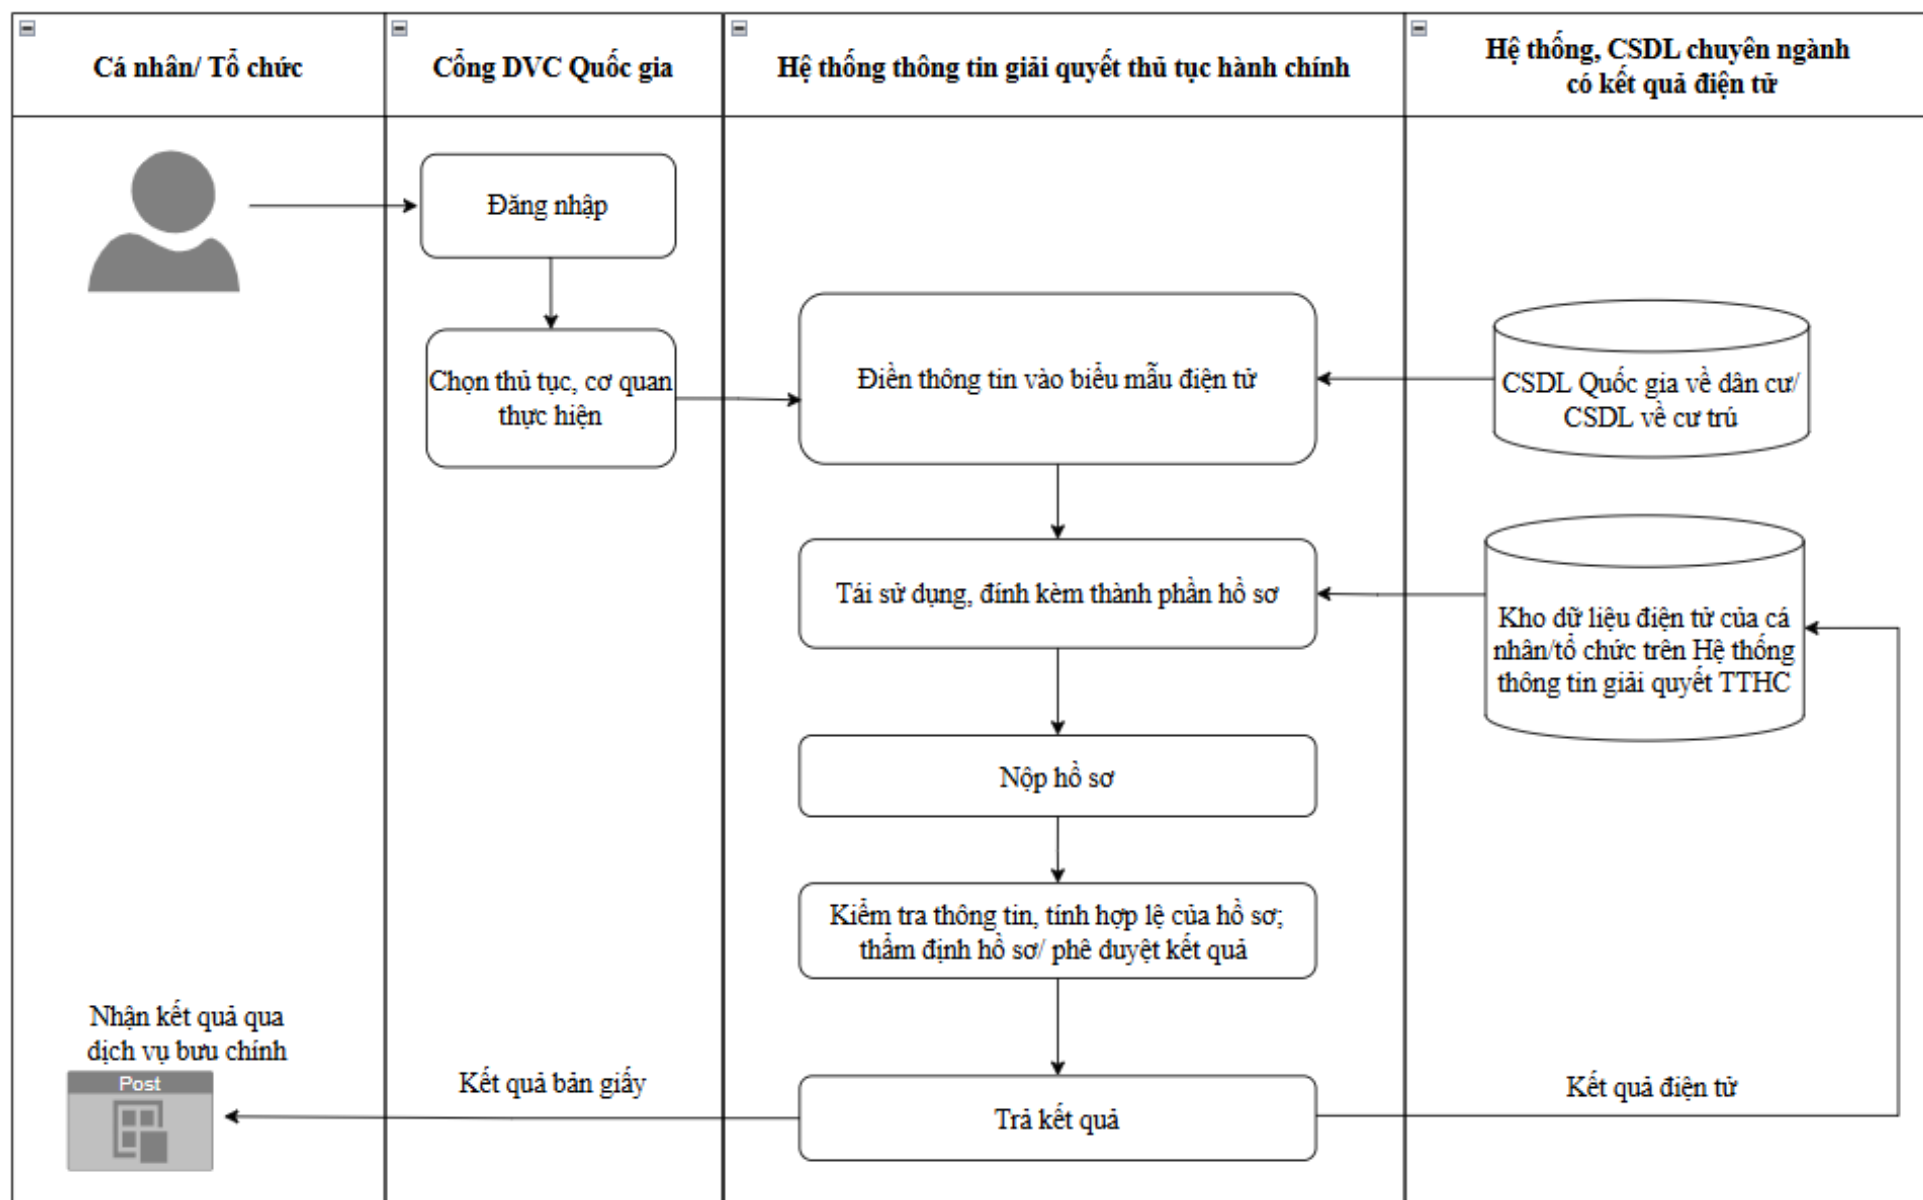 Cá nhân/ Tổ chức
Cổng DVC Quốc gia
Hệ thống thông tin giải quyết thủ tục hành chính
Hệ thống, CSDL chuyên ngành
có kết quả điện tử
Đăng nhập
Chọn thủ tục, cơ quan
thực hiện
Điền thông tin vào biểu mẫu điện tử
CSDL Quốc gia về dân cư/
CSDL về cư trú
Tái sử dụng, đính kèm thành phần hồ sơ
Kho dữ liệu điện tử của cá
nhân/tổ chức trên Hệ thống
thông tin giải quyết TTHC
Nộp hồ sơ
Kiểm tra thông tin, tính hợp lệ của hồ sơ;
thẩm định hồ sơ/ phê duyệt kết quả
Nhận kết quả qua
dịch vụ bưu chính
Post
Kết quả bản giấy
Trả kết quả
Kết quả điện tử